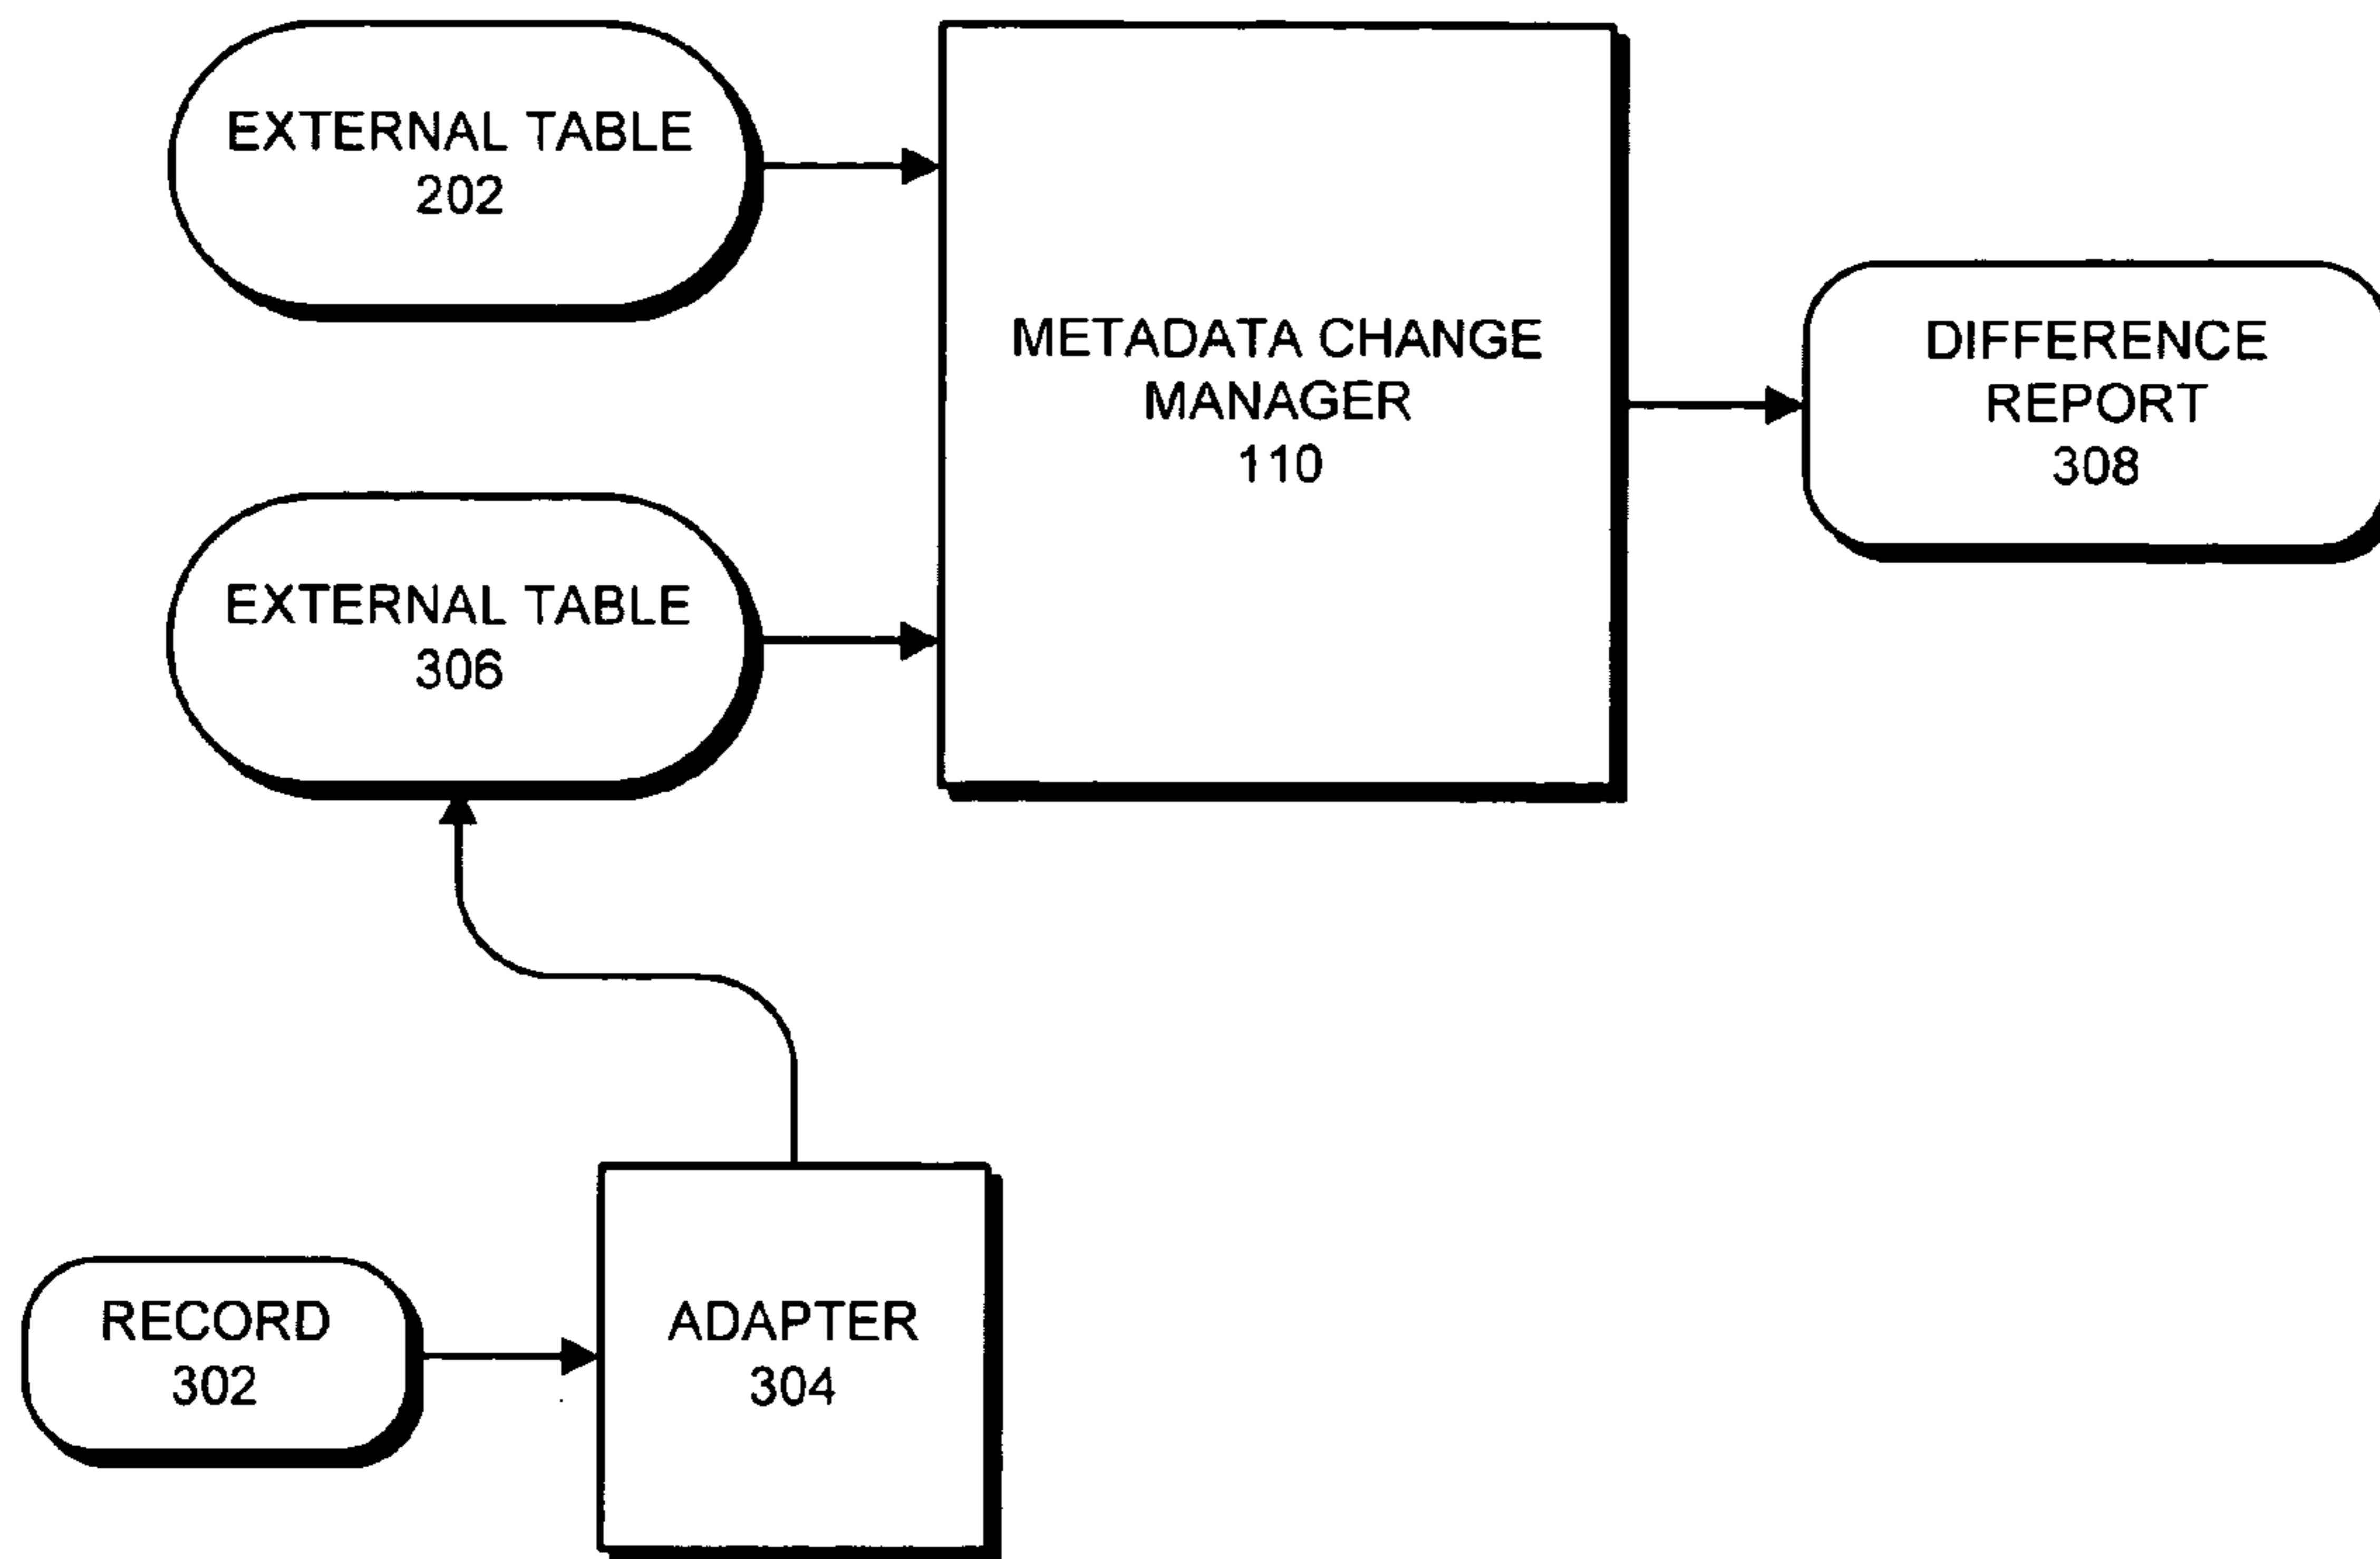 EXTERNAL TABLE
202
METADATA CHANGE
MANAGER
110
DIFFERENCE
REPORT
308
EXTERNAL TABLE
306
RECORD
302
ADAPTER
304